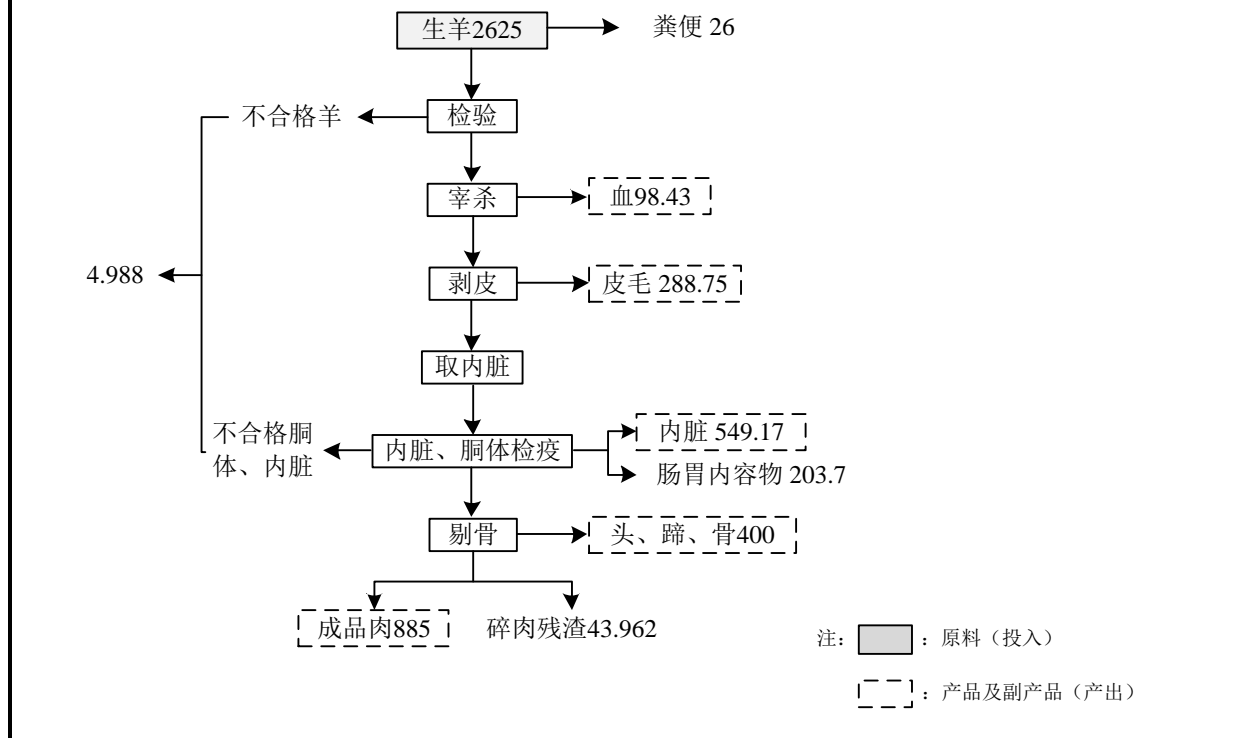 生羊2625
粪便 26
不合格羊
检验
宰杀
血98.43
4.988
剥皮
皮毛 288.75
取内脏
不合格胴
体、内脏
内脏、胴体检疫
内脏 549.17
肠胃内容物 203.7
剔骨
头、蹄、骨400
成品肉885
碎肉残渣43.962
注：
：原料（投入）
：产品及副产品（产出）